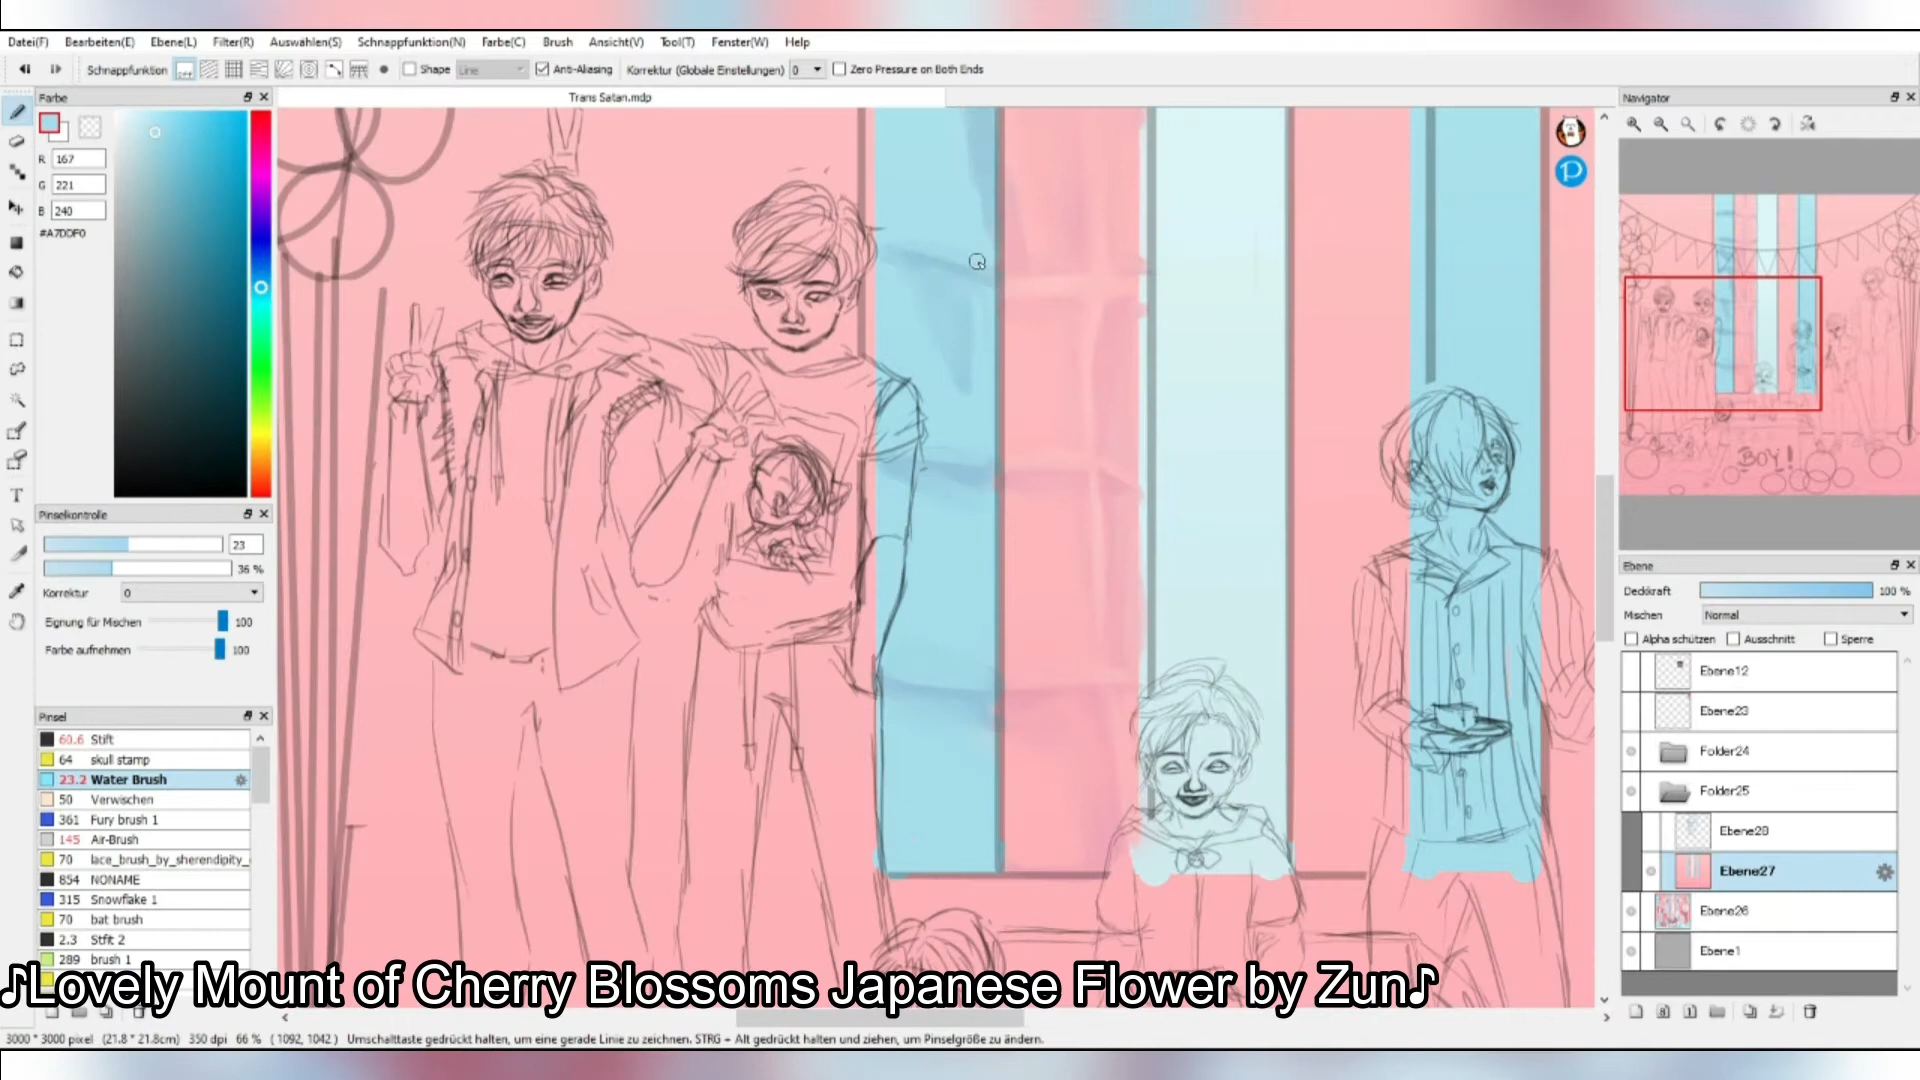 Datei(F) Bearbeiten(E) Ebene(L) Filter(R) Auswählen(S) Schnappfunktion(N) Farbe(C) Brush Ansicht(V) Tool(T) Fenster(W) Help
Schnappfunktion OFF Shape Line Anti-Aliasing Korrektur (Globale Einstellungen) 0 Zero Pressure on Both Ends
Farbe Trans Satan.mdp Navigator
R 167
G 221
B 240
#A7DDF0
BOY!
Pinselkontrolle
23
36 %
Korrektur 0
Eignung für Mischen 100
Farbe aufnehmen 100
Ebene
Deckkraft 100 %
Mischen Normal
Alpha schützen Ausschnitt Sperre
Ebene12
Ebene23
Folder24
Folder25
Ebene28
Ebene27
Ebene26
Ebene1
Pinsel
60.6 Stift
64 skull stamp
23.2 Water Brush
50 Verwischen
361 Fury brush 1
145 Air-Brush
70 lace_brush_by_sherendipity_
854 NONAME
315 Snowflake 1
70 bat brush
2.3 Stfit 2
289 brush 1
♪Lovely Mount of Cherry Blossoms Japanese Flower by Zun♪
3000 * 3000 pixel (21.8 * 21.8cm) 350 dpi 66 % ( 1092, 1042 ) Umschalttaste gedrückt halten, um eine gerade Linie zu zeichnen. STRG + Alt gedrückt halten und ziehen, um Pinselgröße zu ändern.